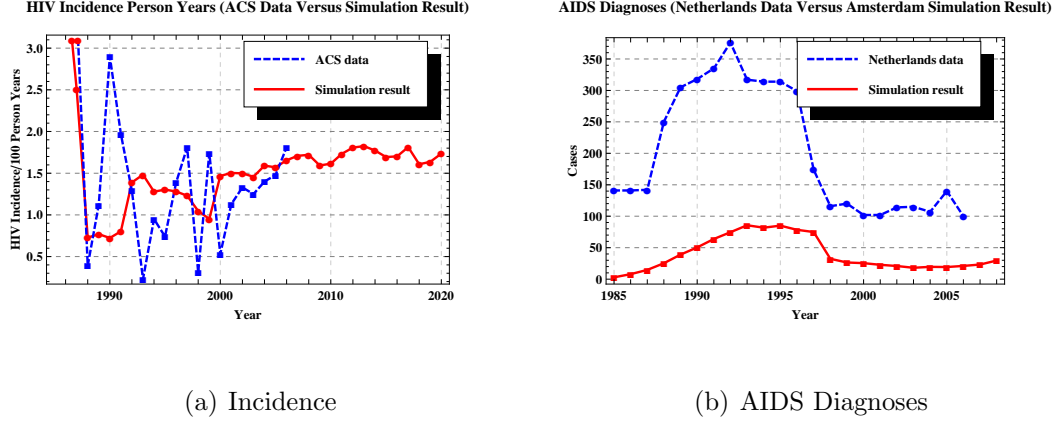 HIV Incidence Person Years (ACS Data Versus Simulation Result)
HIV Incidence/100 Person Years
3.0
2.5
2.0
1.5
1.0
0.5
ACS data
Simulation result
1990 2000 2010 2020
Year
(a) Incidence
AIDS Diagnoses (Netherlands Data Versus Amsterdam Simulation Result)
Cases
350
300
250
200
150
100
50
0
Netherlands data
Simulation result
1985 1990 1995 2000 2005
Year
(b) AIDS Diagnoses